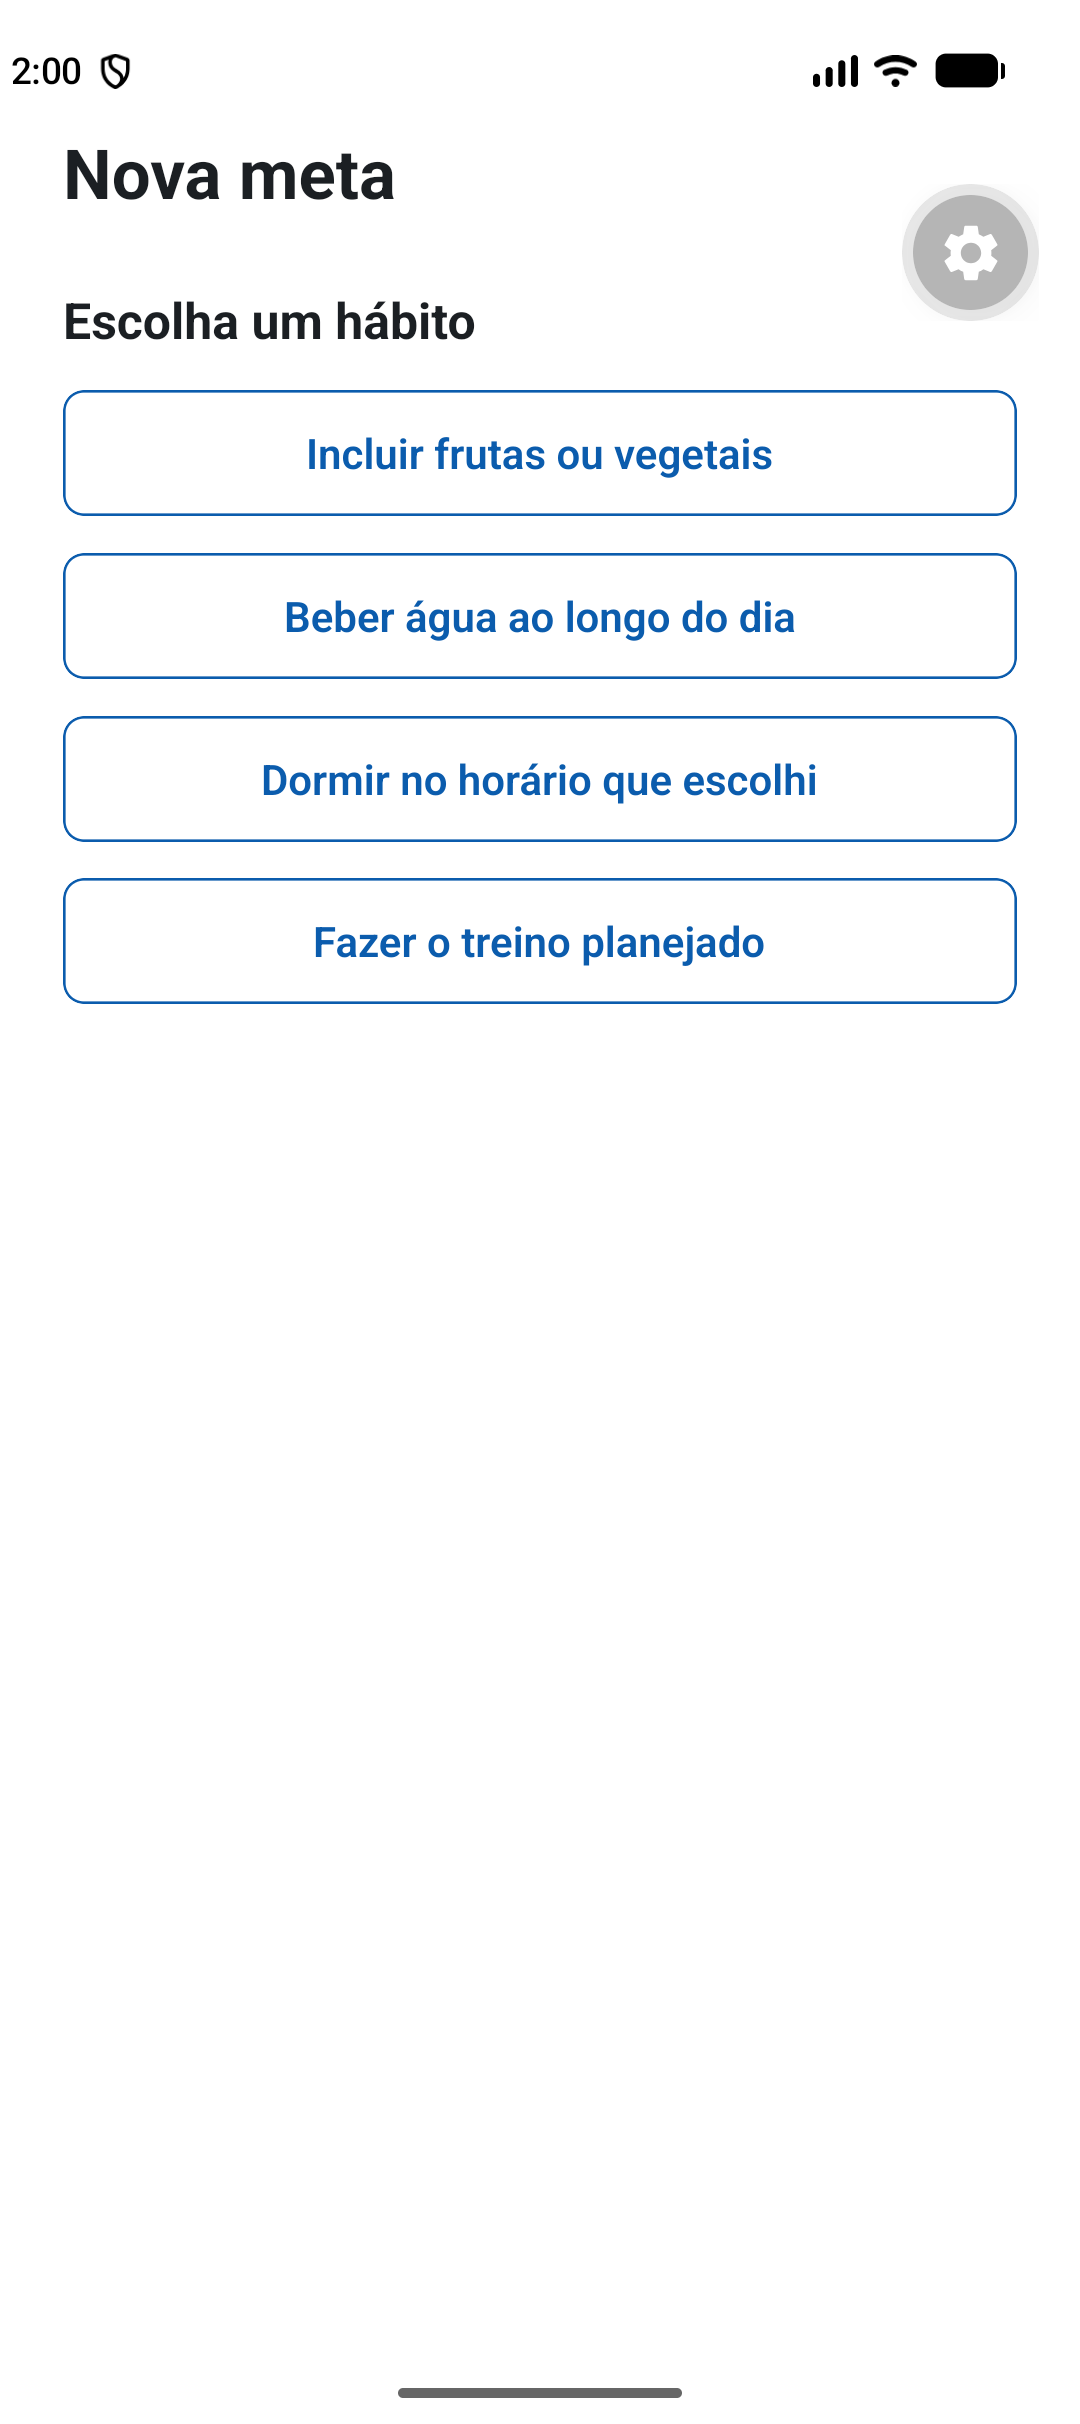 2:00
Nova meta
Escolha um hábito
Incluir frutas ou vegetais
Beber água ao longo do dia
Dormir no horário que escolhi
Fazer o treino planejado